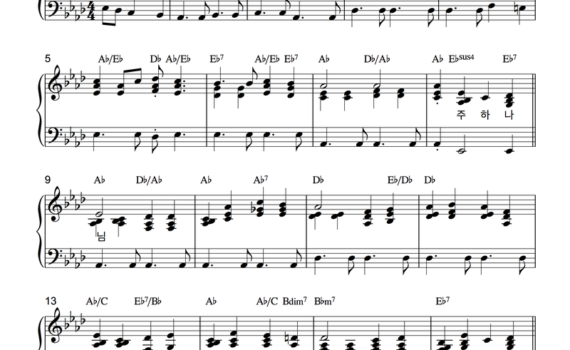 5 A♭/E♭ D♭ A♭/E♭ E♭7 A♭/E♭ E♭7 A♭ D♭/A♭ A♭ E♭sus4 E♭7
주 하 나
9 A♭ D♭/A♭ A♭ A♭7 D♭ E♭/D♭ D♭
님
13 A♭/C E♭7/B♭ A♭ A♭/C Bdim7 B♭m7 E♭7